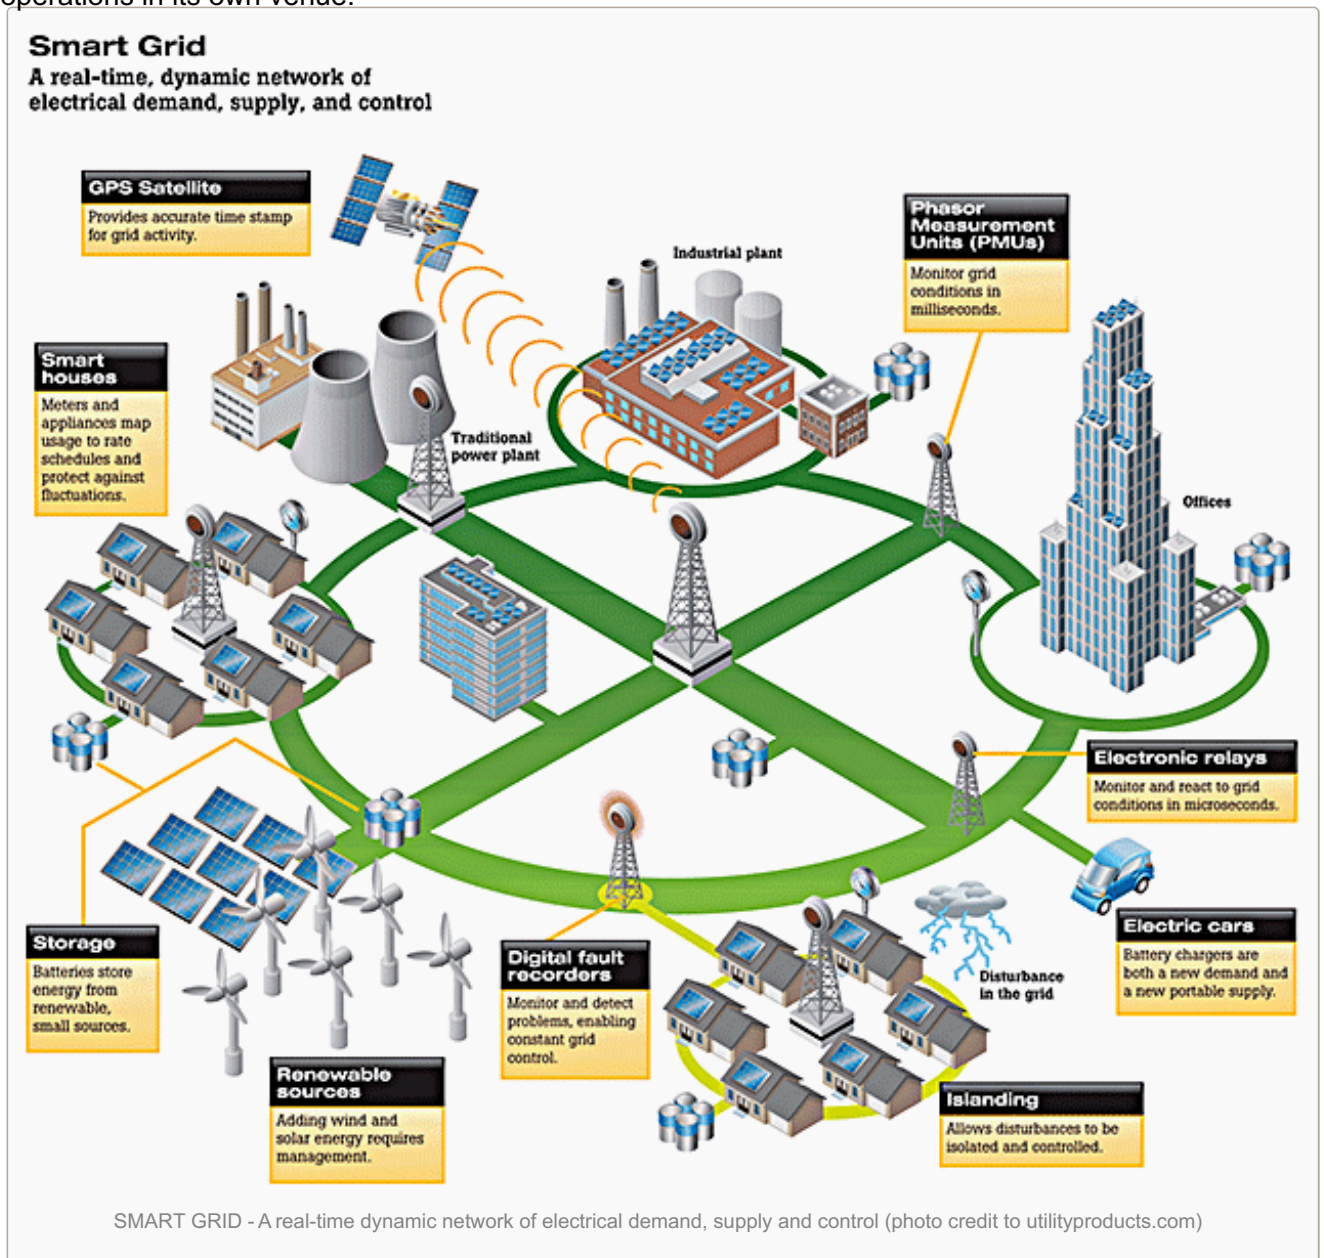 operations in its own venue.
Smart Grid
A real-time, dynamic network of
electrical demand, supply, and control
GPS Satellite
Provides accurate time stamp
for grid activity.
Industrial plant
Phasor
Measurement
Units (PMUs)
Monitor grid
conditions in
milliseconds.
Smart
houses
Meters and
appliances map
usage to rate
schedules and
protect against
fluctuations.
Traditional
power plant
Offices
Electronic relays
Monitor and react to grid
conditions in microseconds.
Storage
Batteries store
energy from
renewable,
small sources.
Digital fault
recorders
Monitor and detect
problems, enabling
constant grid
control.
Disturbance
in the grid
Electric cars
Battery chargers are
both a new demand and
a new portable supply.
Renewable
sources
Adding wind and
solar energy requires
management.
Islanding
Allows disturbances to be
isolated and controlled.
SMART GRID - A real-time dynamic network of electrical demand, supply and control (photo credit to utilityproducts.com)